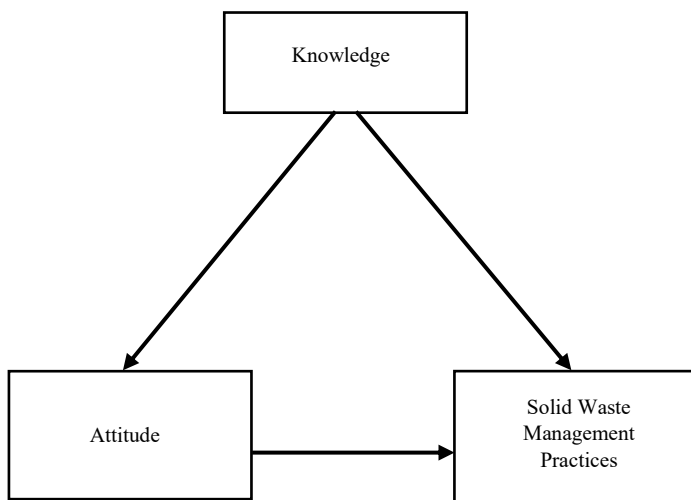 Knowledge
Attitude
Solid Waste
Management
Practices